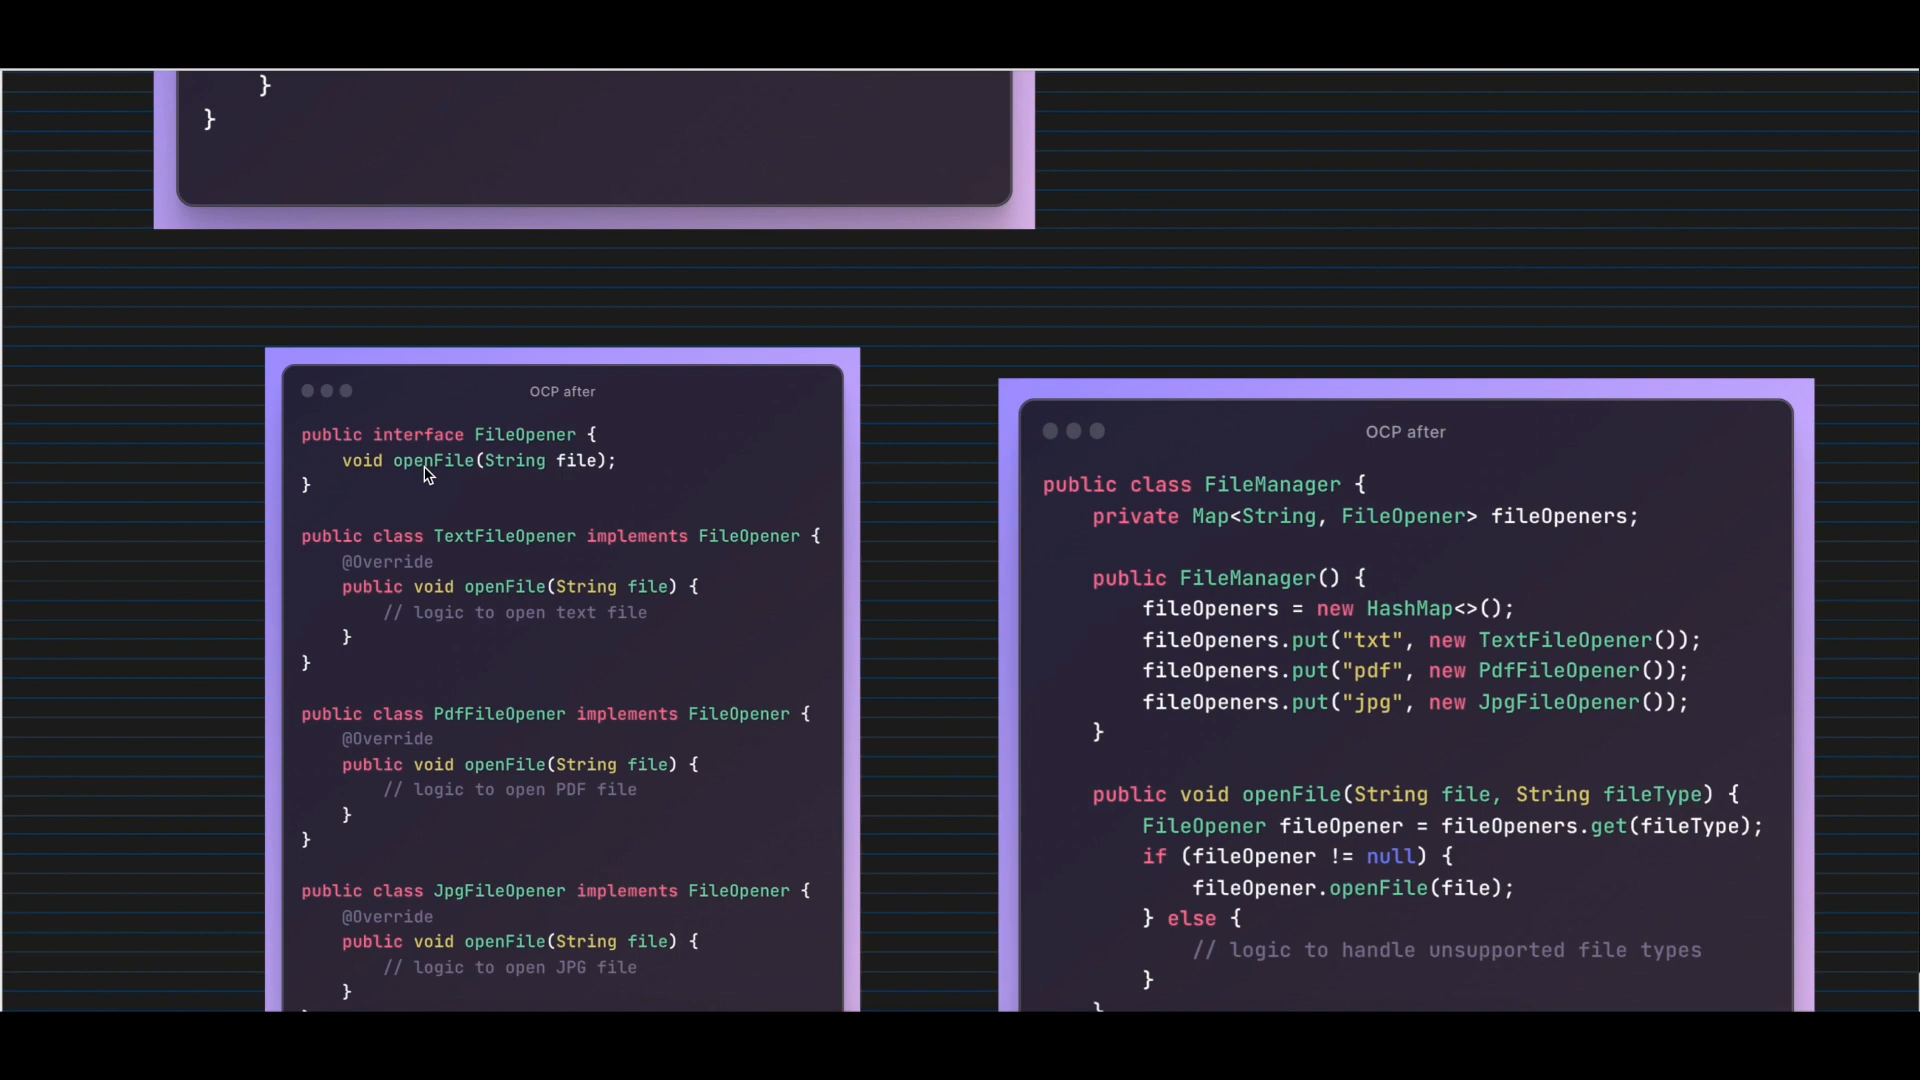 }
}
OCP after
public interface FileOpener {
void openFile(String file);
}
public class TextFileOpener implements FileOpener {
@Override
public void openFile(String file) {
// logic to open text file
}
}
public class PdfFileOpener implements FileOpener {
@Override
public void openFile(String file) {
// logic to open PDF file
}
}
public class JpgFileOpener implements FileOpener {
@Override
public void openFile(String file) {
// logic to open JPG file
}
OCP after
public class FileManager {
private Map<String, FileOpener> fileOpeners;
public FileManager() {
fileOpeners = new HashMap<>();
fileOpeners.put("txt", new TextFileOpener());
fileOpeners.put("pdf", new PdfFileOpener());
fileOpeners.put("jpg", new JpgFileOpener());
}
public void openFile(String file, String fileType) {
FileOpener fileOpener = fileOpeners.get(fileType);
if (fileOpener != null) {
fileOpener.openFile(file);
} else {
// logic to handle unsupported file types
}